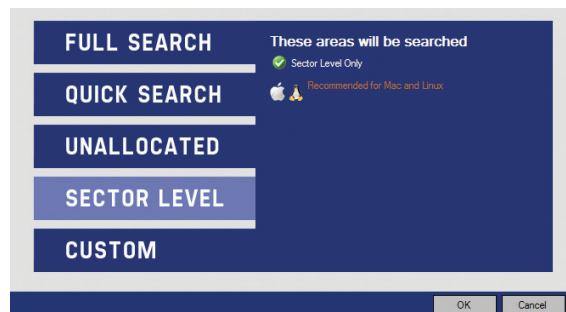 FULL SEARCH
QUICK SEARCH
UNALLOCATED
SECTOR LEVEL
CUSTOM
These areas will be searched
Sector Level Only
Recommended for Mac and Linux
OK
Cancel